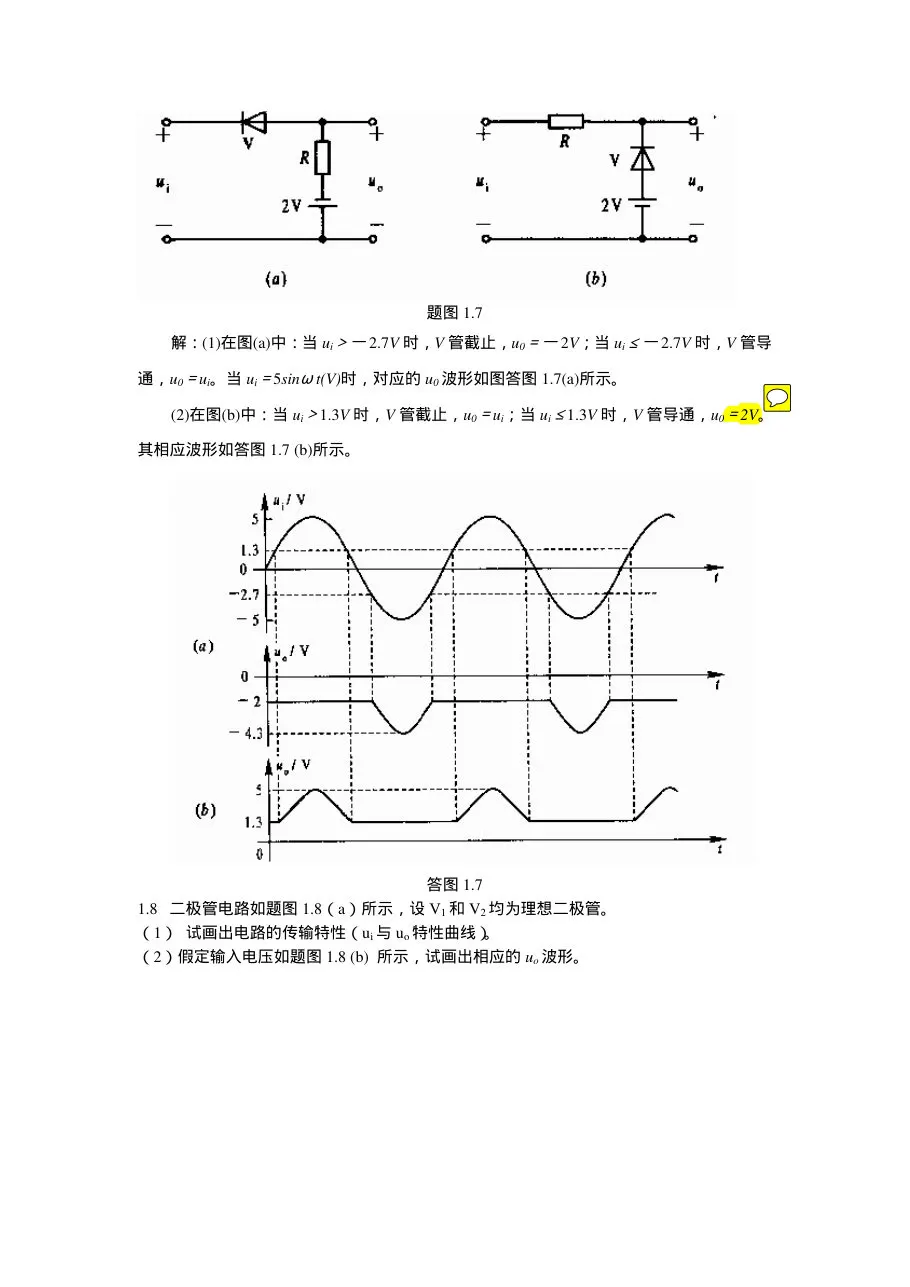 V
V
R
R
+
+
+
+
uᵢ
2V
uₒ
uᵢ
2V
uₒ
—
—
—
—
(a)
(b)
题图 1.7
解：(1)在图(a)中：当 uᵢ＞－2.7V 时，V 管截止，u₀＝－2V；当 uᵢ≤－2.7V 时，V 管导
通，u₀＝uᵢ。当 uᵢ＝5sinωt(V)时，对应的 u₀ 波形如图答图 1.7(a)所示。
(2)在图(b)中：当 uᵢ＞1.3V 时，V 管截止，u₀＝uᵢ；当 uᵢ≤1.3V 时，V 管导通，u₀＝2V。
其相应波形如答图 1.7 (b)所示。
uᵢ/ V
5
1.3
0
t
－2.7
－5
(a)
uₒ/ V
0
t
－2
－4.3
uₒ/ V
5
(b)
1.3
0
t
答图 1.7
1.8 二极管电路如题图 1.8（a）所示，设 V₁ 和 V₂ 均为理想二极管。
（1） 试画出电路的传输特性（uᵢ 与 uₒ 特性曲线）。
（2）假定输入电压如题图 1.8 (b) 所示，试画出相应的 uₒ 波形。